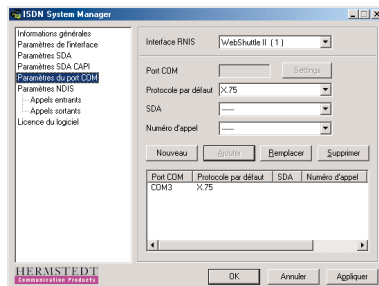 ISDN System Manager
Informations générales
Paramètres de l'interface
Paramètres SDA
Paramètres SDA CAPI
Paramètres du port COM
Paramètres NDIS
Appels entrants
Appels sortants
Licence du logiciel
Interface RNIS
WebShuttle II ( 1 )
Port COM
Settings
Protocole par défaut
X.75
SDA
-----
Numéro d'appel
-----
Nouveau
Ajouter
Remplacer
Supprimer
Port COM Protocole par défaut SDA Numéro d'appel
COM3 X.75
HERMSTEDT
Communication Products
OK
Annuler
Appliquer